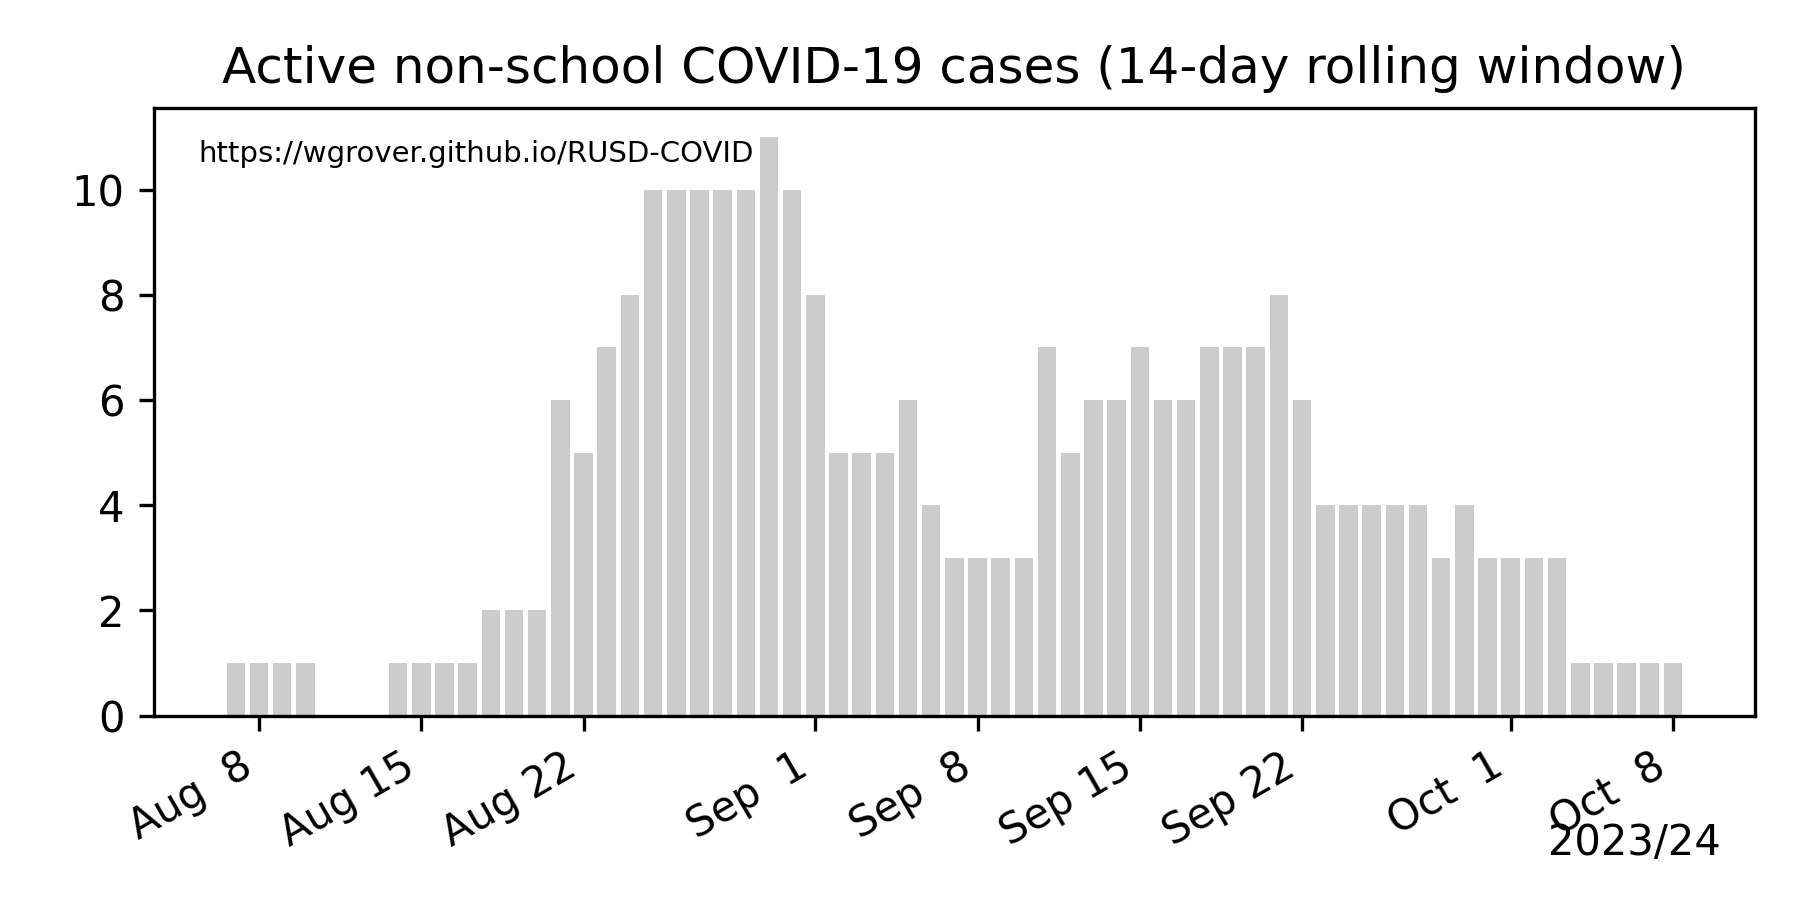 Active non-school COVID-19 cases (14-day rolling window)
https://wgrover.github.io/RUSD-COVID
10
8
6
4
2
0
Aug 8
Aug 15
Aug 22
Sep 1
Sep 8
Sep 15
Sep 22
Oct 1
Oct 8
2023/24